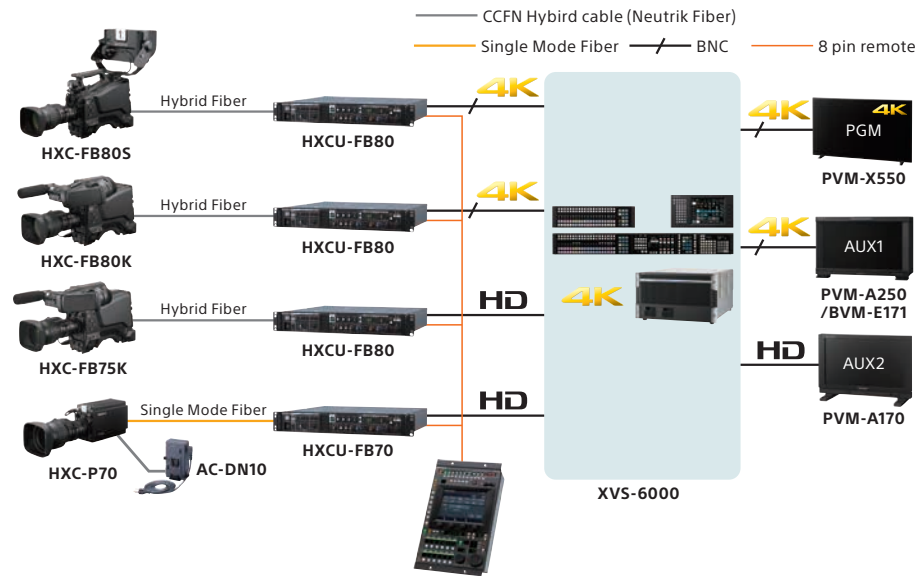 CCFN Hybird cable (Neutrik Fiber)
Single Mode Fiber
BNC
8 pin remote
1
Hybrid Fiber
HXC-FB80S
HXCU-FB80
4K
4K
4K
PGM
PVM-X550
Hybrid Fiber
HXC-FB80K
HXCU-FB80
4K
4K
AUX1
PVM-A250
/BVM-E171
Hybrid Fiber
HXC-FB75K
HXCU-FB80
HD
4K
HD
AUX2
PVM-A170
Single Mode Fiber
HXC-P70
AC-DN10
HXCU-FB70
HD
XVS-6000